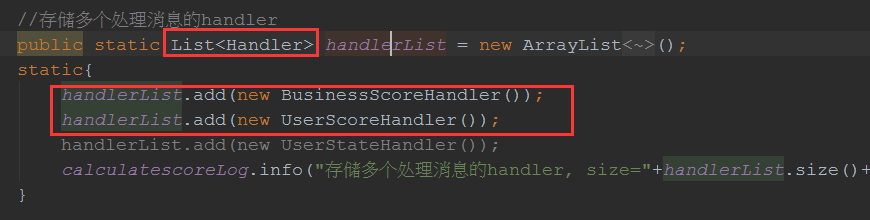 //存储多个处理消息的handler
public static List<Handler> handlerList = new ArrayList<~>();
static{
handlerList.add(new BusinessScoreHandler());
handlerList.add(new UserScoreHandler());
handlerList.add(new UserStateHandler());
calculatescoreLog.info("存储多个处理消息的handler, size="+handlerList.size()+
}